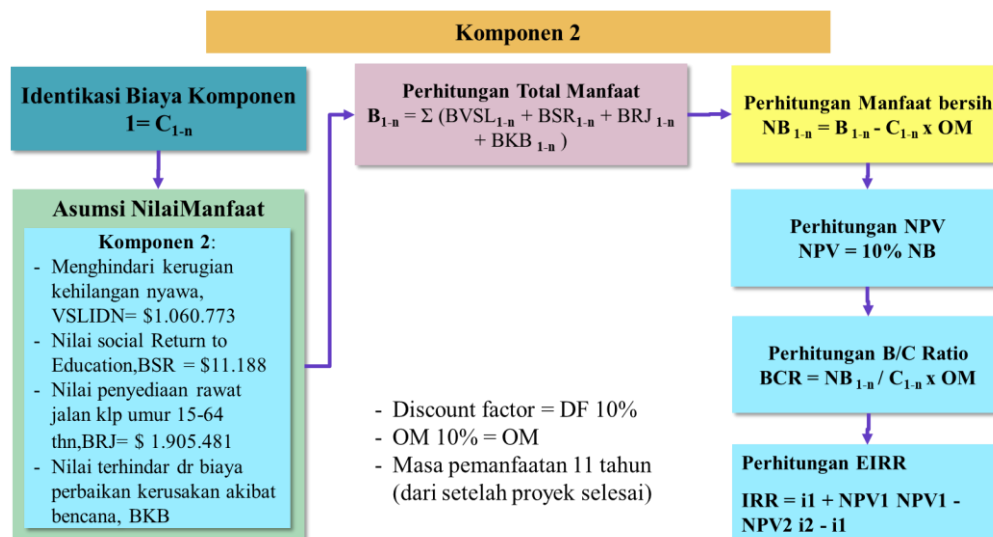 Komponen 2
Identikasi Biaya Komponen
1= C1-n
Asumsi NilaiManfaat
Komponen 2:
- Menghindari kerugian
kehilangan nyawa,
VSLIDN= $1.060.773
- Nilai social Return to
Education,BSR = $11.188
- Nilai penyediaan rawat
jalan klp umur 15-64
thn,BRJ= $ 1.905.481
- Nilai terhindar dr biaya
perbaikan kerusakan akibat
bencana, BKB
Perhitungan Total Manfaat
B1-n = Σ (BVSL1-n + BSR1-n + BRJ 1-n
+ BKB 1-n )
- Discount factor = DF 10%
- OM 10% = OM
- Masa pemanfaatan 11 tahun
(dari setelah proyek selesai)
Perhitungan Manfaat bersih
NB 1-n = B1-n - C1-n x OM
Perhitungan NPV
NPV = 10% NB
Perhitungan B/C Ratio
BCR = NB1-n / C1-n x OM
Perhitungan EIRR
IRR = i1 + NPV1 NPV1 -
NPV2 i2 - i1